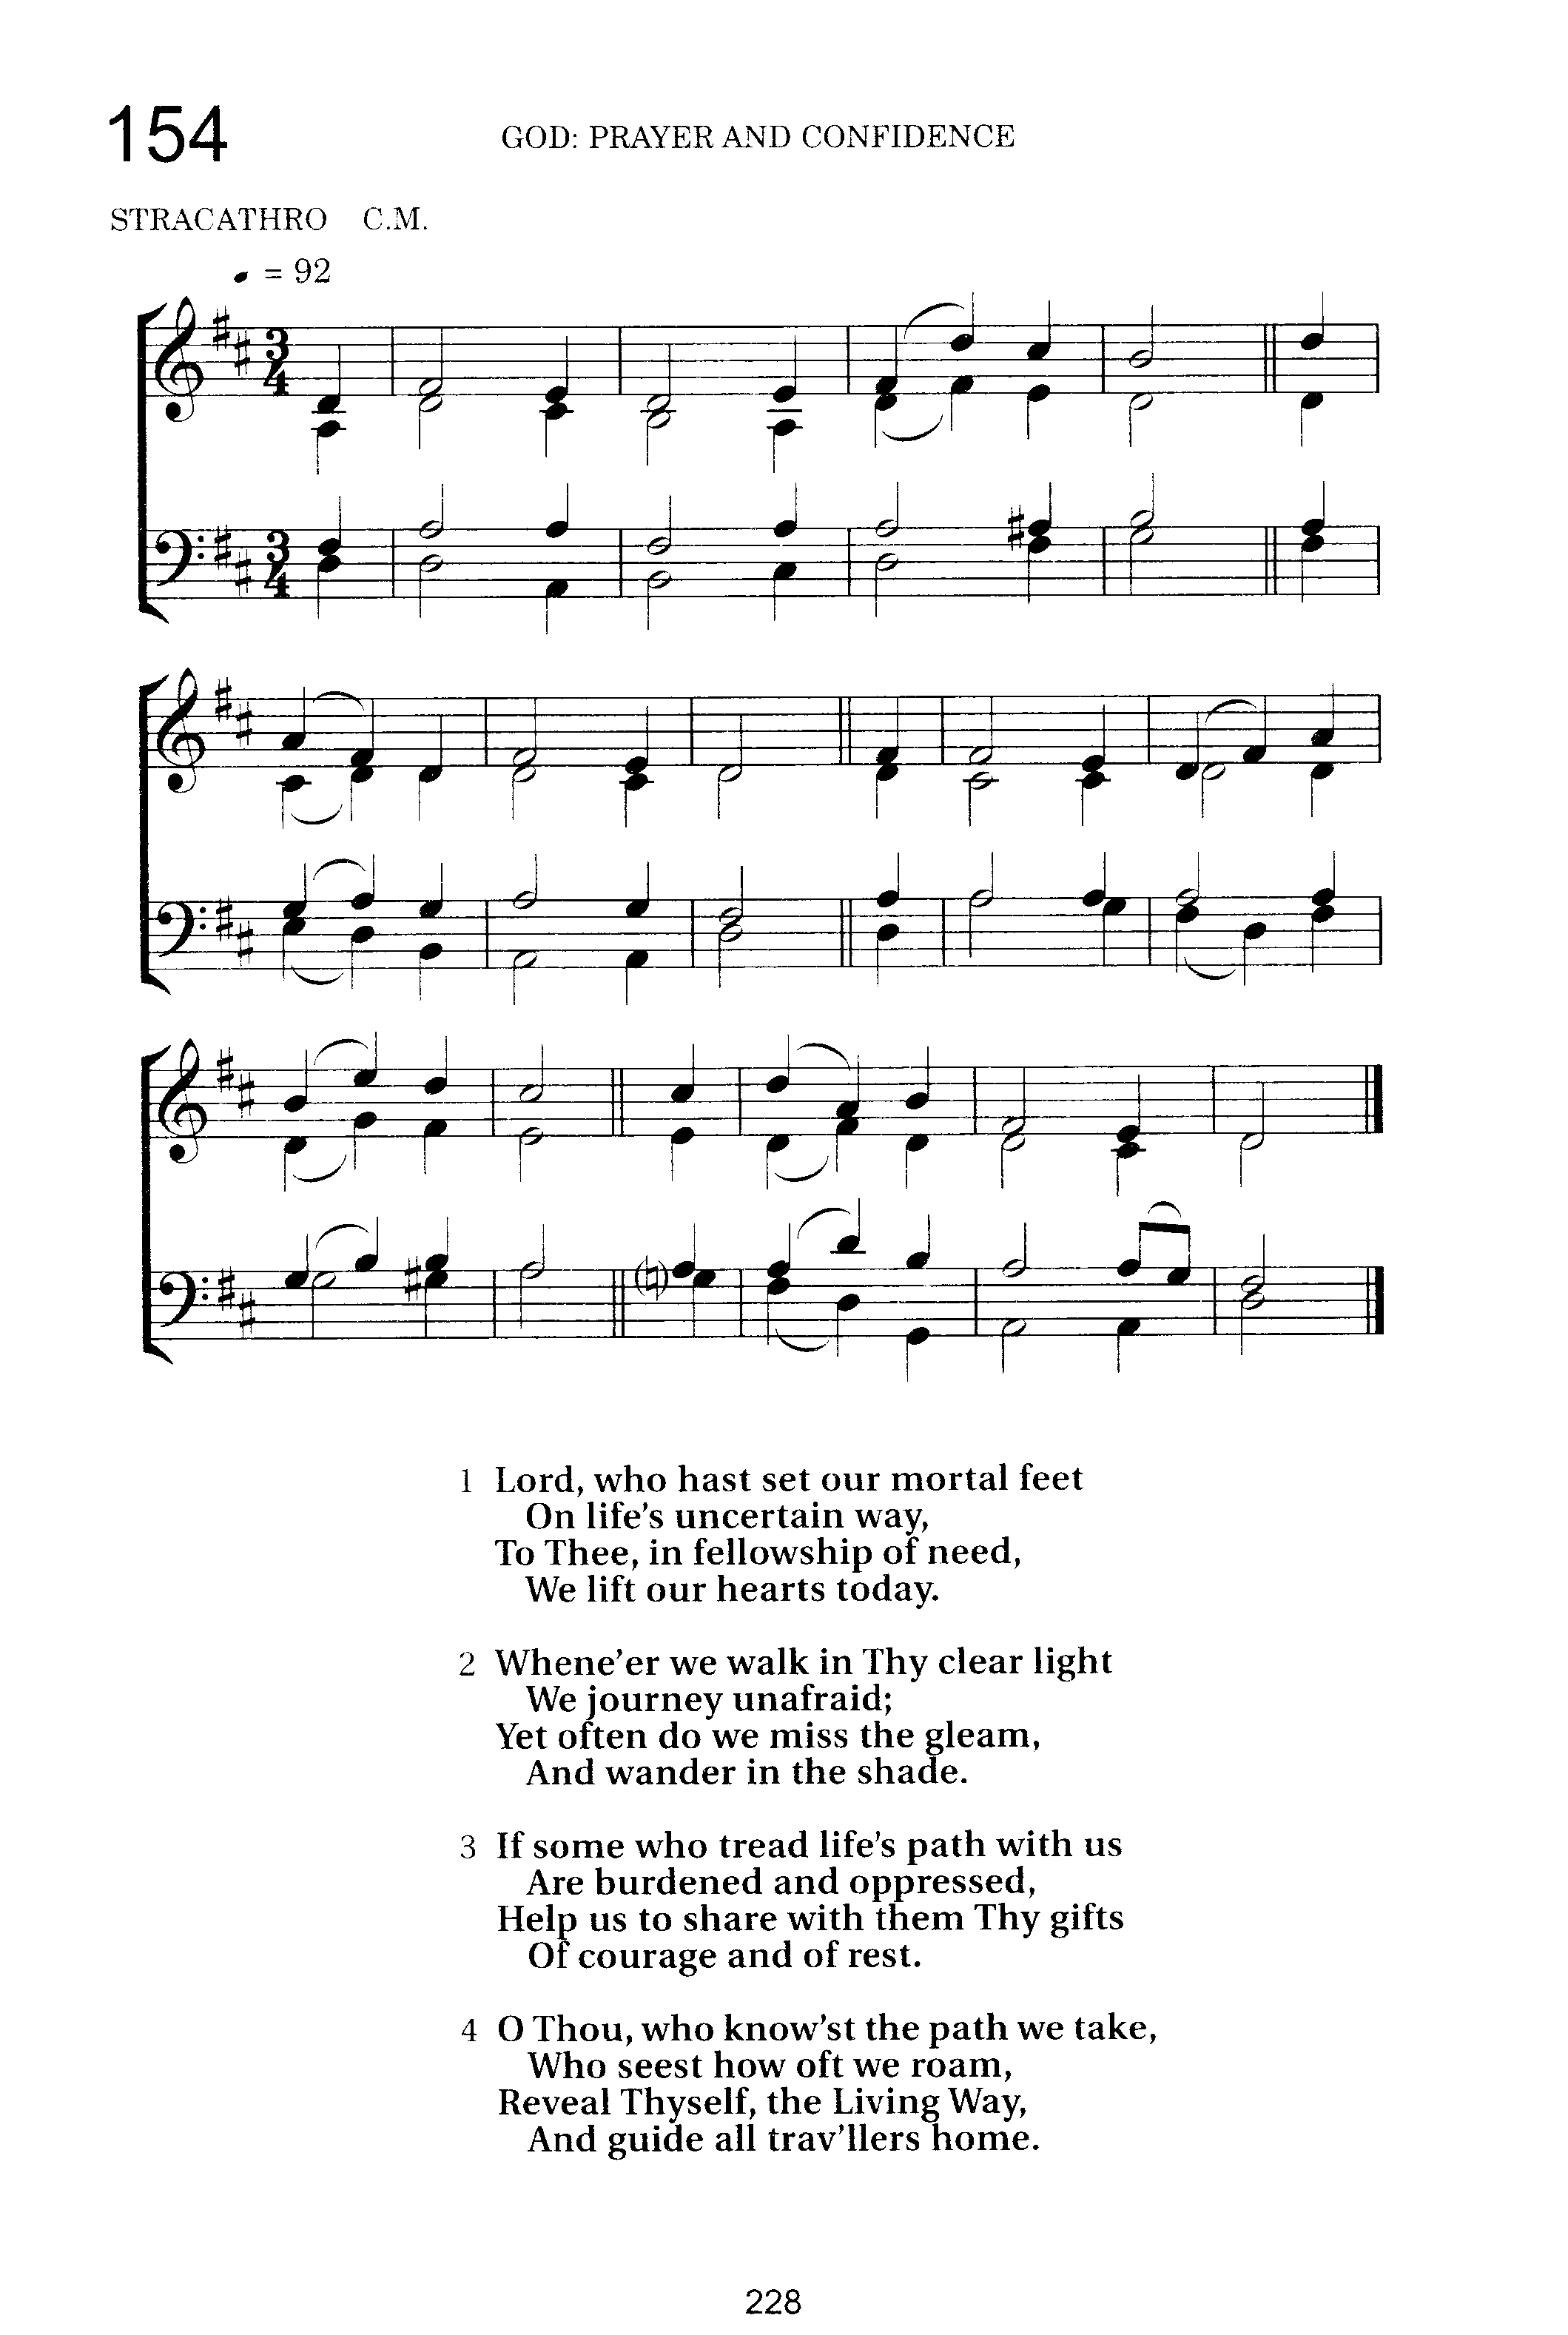 154
GOD: PRAYER AND CONFIDENCE
STRACATHRO C.M.
= 92
1 Lord, who hast set our mortal feet
On life's uncertain way,
To Thee, in fellowship of need,
We lift our hearts today.
2 Whene'er we walk in Thy clear light
We journey unafraid;
Yet often do we miss the gleam,
And wander in the shade.
3 If some who tread life's path with us
Are burdened and oppressed,
Help us to share with them Thy gifts
Of courage and of rest.
4 O Thou, who know'st the path we take,
Who seest how oft we roam,
Reveal Thyself, the Living Way,
And guide all trav'llers home.
228